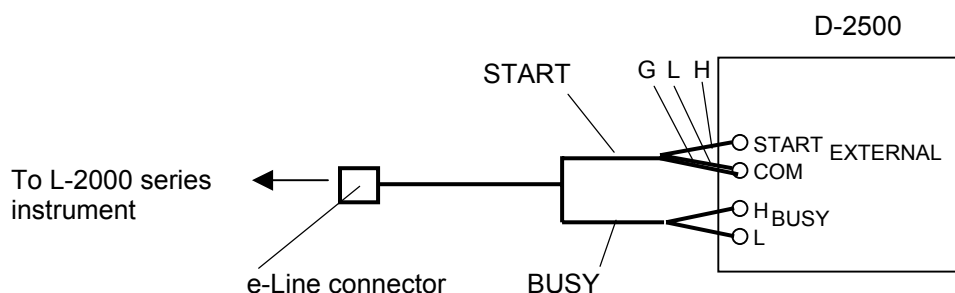 D-2500
START
G L H
START
EXTERNAL
COM
To L-2000 series
instrument
H
BUSY
L
e-Line connector
BUSY